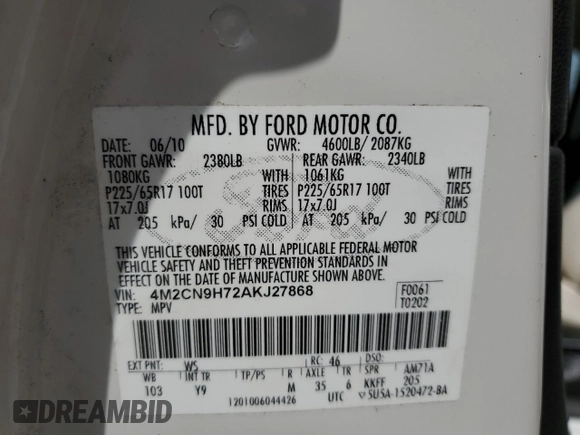 MFD. BY FORD MOTOR CO.
DATE: 06/10 GVWR: 4600LB/ 2087KG
FRONT GAWR: 2380LB REAR GAWR: 2340LB
1080KG WITH 1061KG WITH
P225/65R17 100T TIRES P225/65R17 100T TIRES
17x7.0J RIMS 17x7.0J RIMS
AT 205 kPa/ 30 PSI COLD AT 205 kPa/ 30 PSI COLD
THIS VEHICLE CONFORMS TO ALL APPLICABLE FEDERAL MOTOR
VEHICLE SAFETY AND THEFT PREVENTION STANDARDS IN
EFFECT ON THE DATE OF MANUFACTURE SHOWN ABOVE.
VIN: 4M2CN9H72AKJ27868 F0061
TYPE: MPV T0202
EXT PNT: WS RC: 46 DSO:
WB INT TR TP/PS R AXLE TR SPR AM71A
103 Y9 M 35 6 KKFF 205
1201006044426 UTC 5U5A-1520472-BA
AUTOBIDMASTER